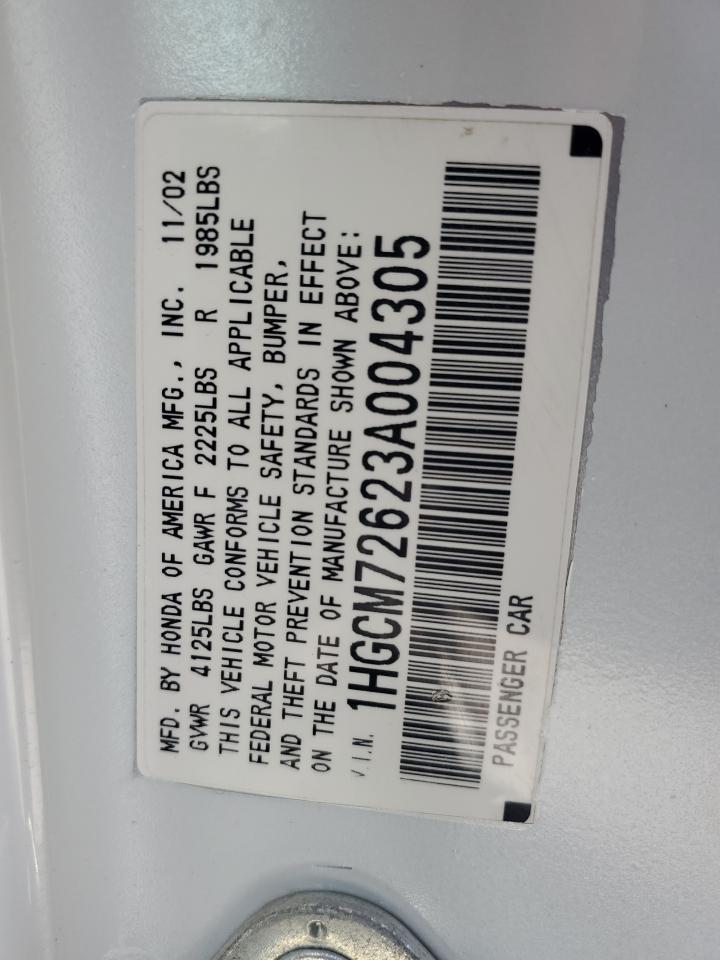 MFD. BY HONDA OF AMERICA MFG., INC. 11/02
GVWR 4125LBS GAWR F 2225LBS R 1985LBS
THIS VEHICLE CONFORMS TO ALL APPLICABLE
FEDERAL MOTOR VEHICLE SAFETY, BUMPER,
AND THEFT PREVENTION STANDARDS IN EFFECT
ON THE DATE OF MANUFACTURE SHOWN ABOVE:
V.I.N. 1HGCM72623A004305
PASSENGER CAR